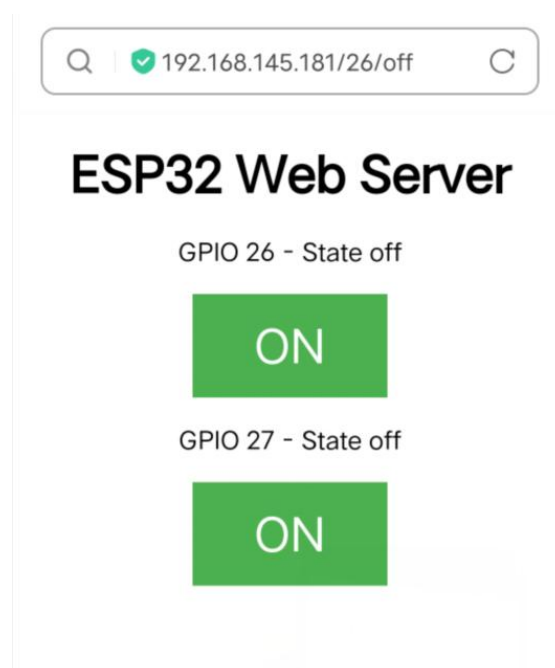 192.168.145.181/26/off
ESP32 Web Server
GPIO 26 - State off
ON
GPIO 27 - State off
ON